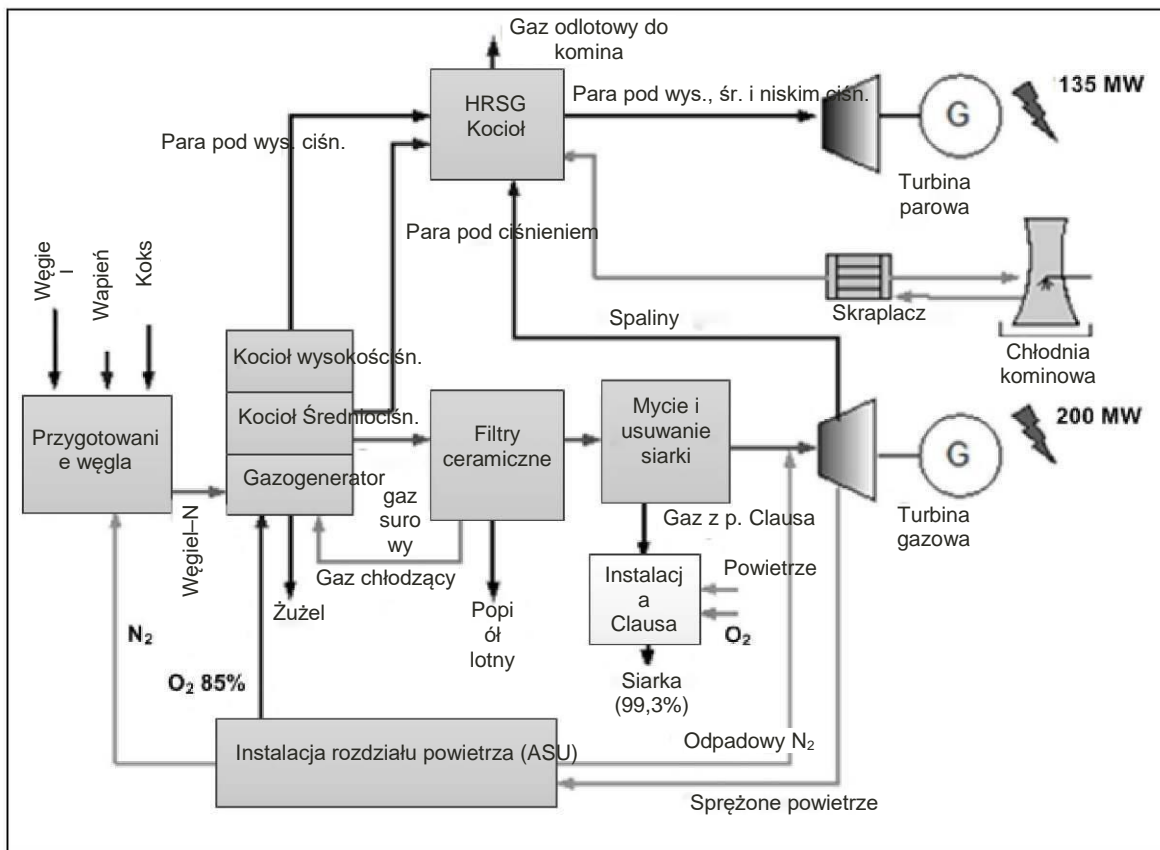 Gaz odlotowy do
komina
HRSG
Kocioł
Para pod wys., śr. i niskim ciśn.
135 MW
G
Turbina
parowa
Para pod wys. ciśn.
Para pod ciśnieniem
Węgie
l
Wapień
Koks
Skraplacz
Chłodnia
kominowa
Spaliny
Kocioł wysokościśn.
Kocioł Średniociśn.
Gazogenerator
Przygotowani
e węgla
Filtry
ceramiczne
Mycie i
usuwanie
siarki
200 MW
G
Turbina
gazowa
Węgiel–N
gaz
suro
wy
Gaz chłodzący
Gaz z p. Clausa
Powietrze
Instalacj
a
Clausa
O₂
Żużel
Popi
ół
lotny
Siarka
(99,3%)
N₂
O₂ 85%
Instalacja rozdziału powietrza (ASU)
Odpadowy N₂
Sprężone powietrze